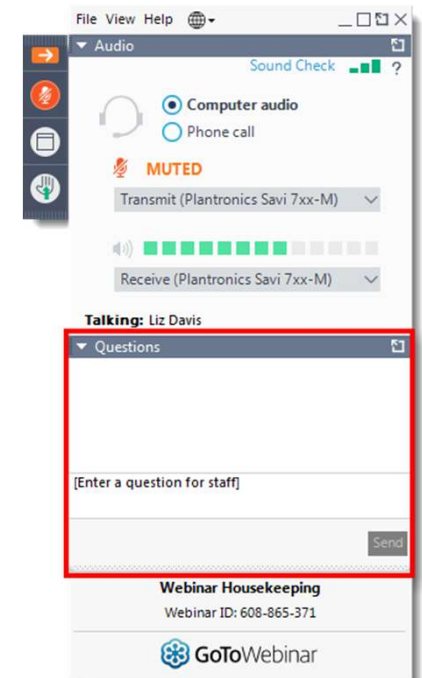 File View Help
Audio
Sound Check ?
Computer audio
Phone call
MUTED
Transmit (Plantronics Savi 7xx-M)
Receive (Plantronics Savi 7xx-M)
Talking: Liz Davis
Questions
[Enter a question for staff]
Send
Webinar Housekeeping
Webinar ID: 608-865-371
GoToWebinar